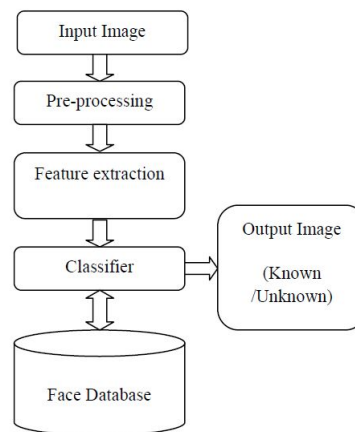 Input Image
Pre-processing
Feature extraction
Classifier
Output Image
(Known
/Unknown)
Face Database